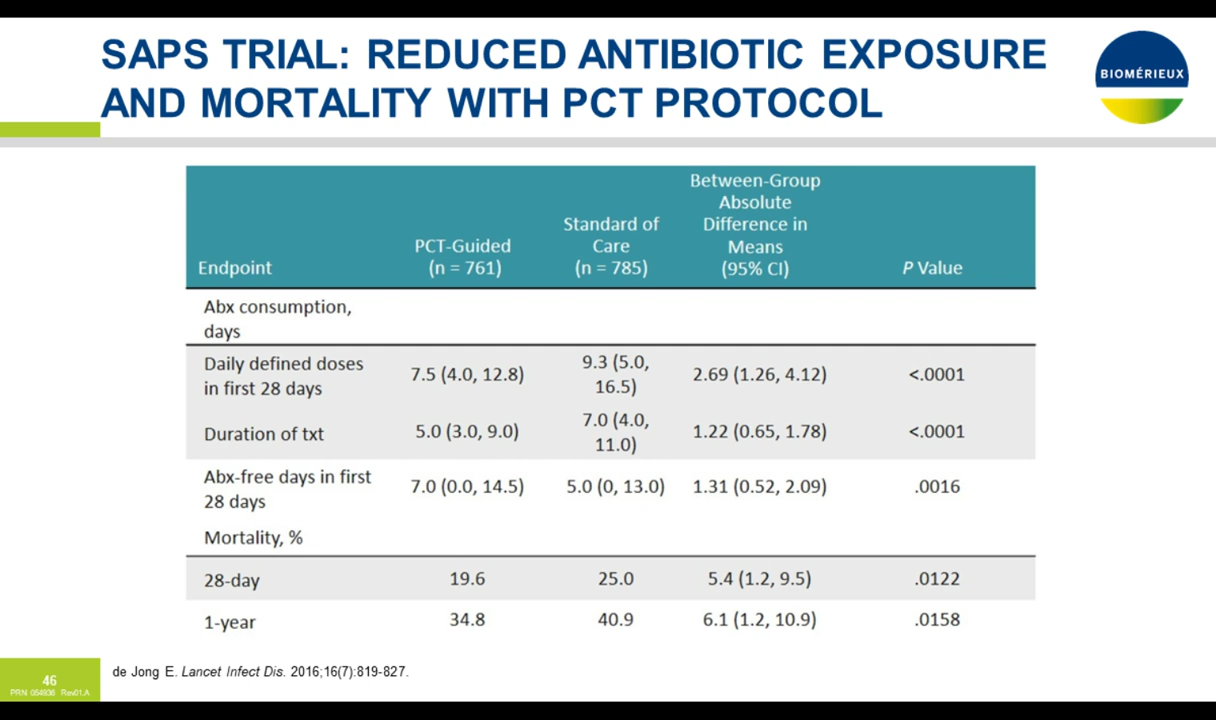 SAPS TRIAL: REDUCED ANTIBIOTIC EXPOSURE
AND MORTALITY WITH PCT PROTOCOL
BIOMÉRIEUX
Endpoint
PCT-Guided
(n = 761)
Standard of
Care
(n = 785)
Between-Group
Absolute
Difference in
Means
(95% CI)
P Value
Abx consumption,
days
Daily defined doses
in first 28 days
7.5 (4.0, 12.8)
9.3 (5.0,
16.5)
2.69 (1.26, 4.12)
<.0001
Duration of txt
5.0 (3.0, 9.0)
7.0 (4.0,
11.0)
1.22 (0.65, 1.78)
<.0001
Abx-free days in first
28 days
7.0 (0.0, 14.5)
5.0 (0, 13.0)
1.31 (0.52, 2.09)
.0016
Mortality, %
28-day
19.6
25.0
5.4 (1.2, 9.5)
.0122
1-year
34.8
40.9
6.1 (1.2, 10.9)
.0158
de Jong E. Lancet Infect Dis. 2016;16(7):819-827.
46
PRN 054936 Rev01.A